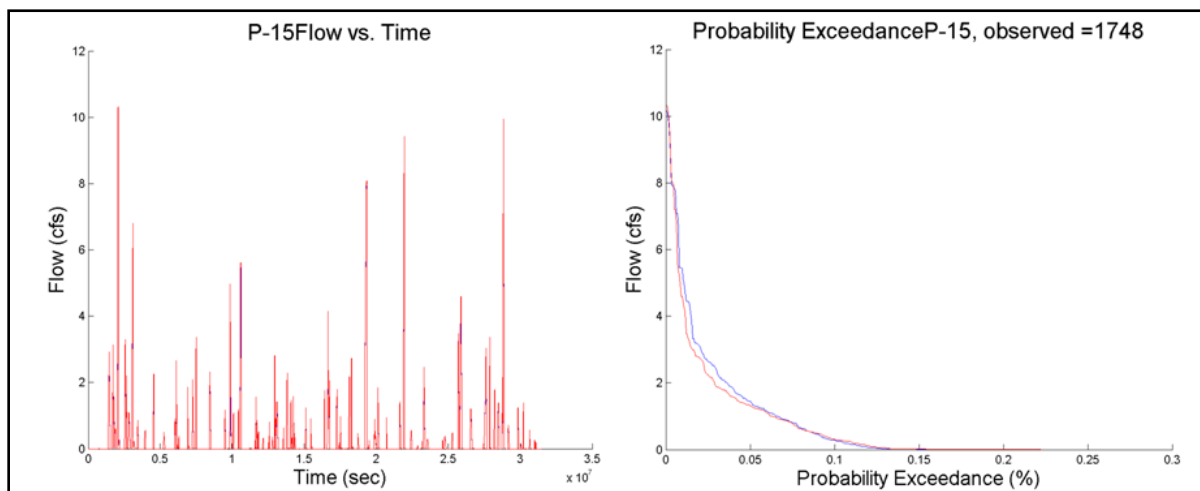 P-15Flow vs. Time
12
10
8
6
4
2
0
Flow (cfs)
0 0.5 1 1.5 2 2.5 3 3.5
Time (sec)
x 10^7
Probability ExceedanceP-15, observed =1748
12
10
8
6
4
2
0
Flow (cfs)
0 0.05 0.1 0.15 0.2 0.25 0.3
Probability Exceedance (%)